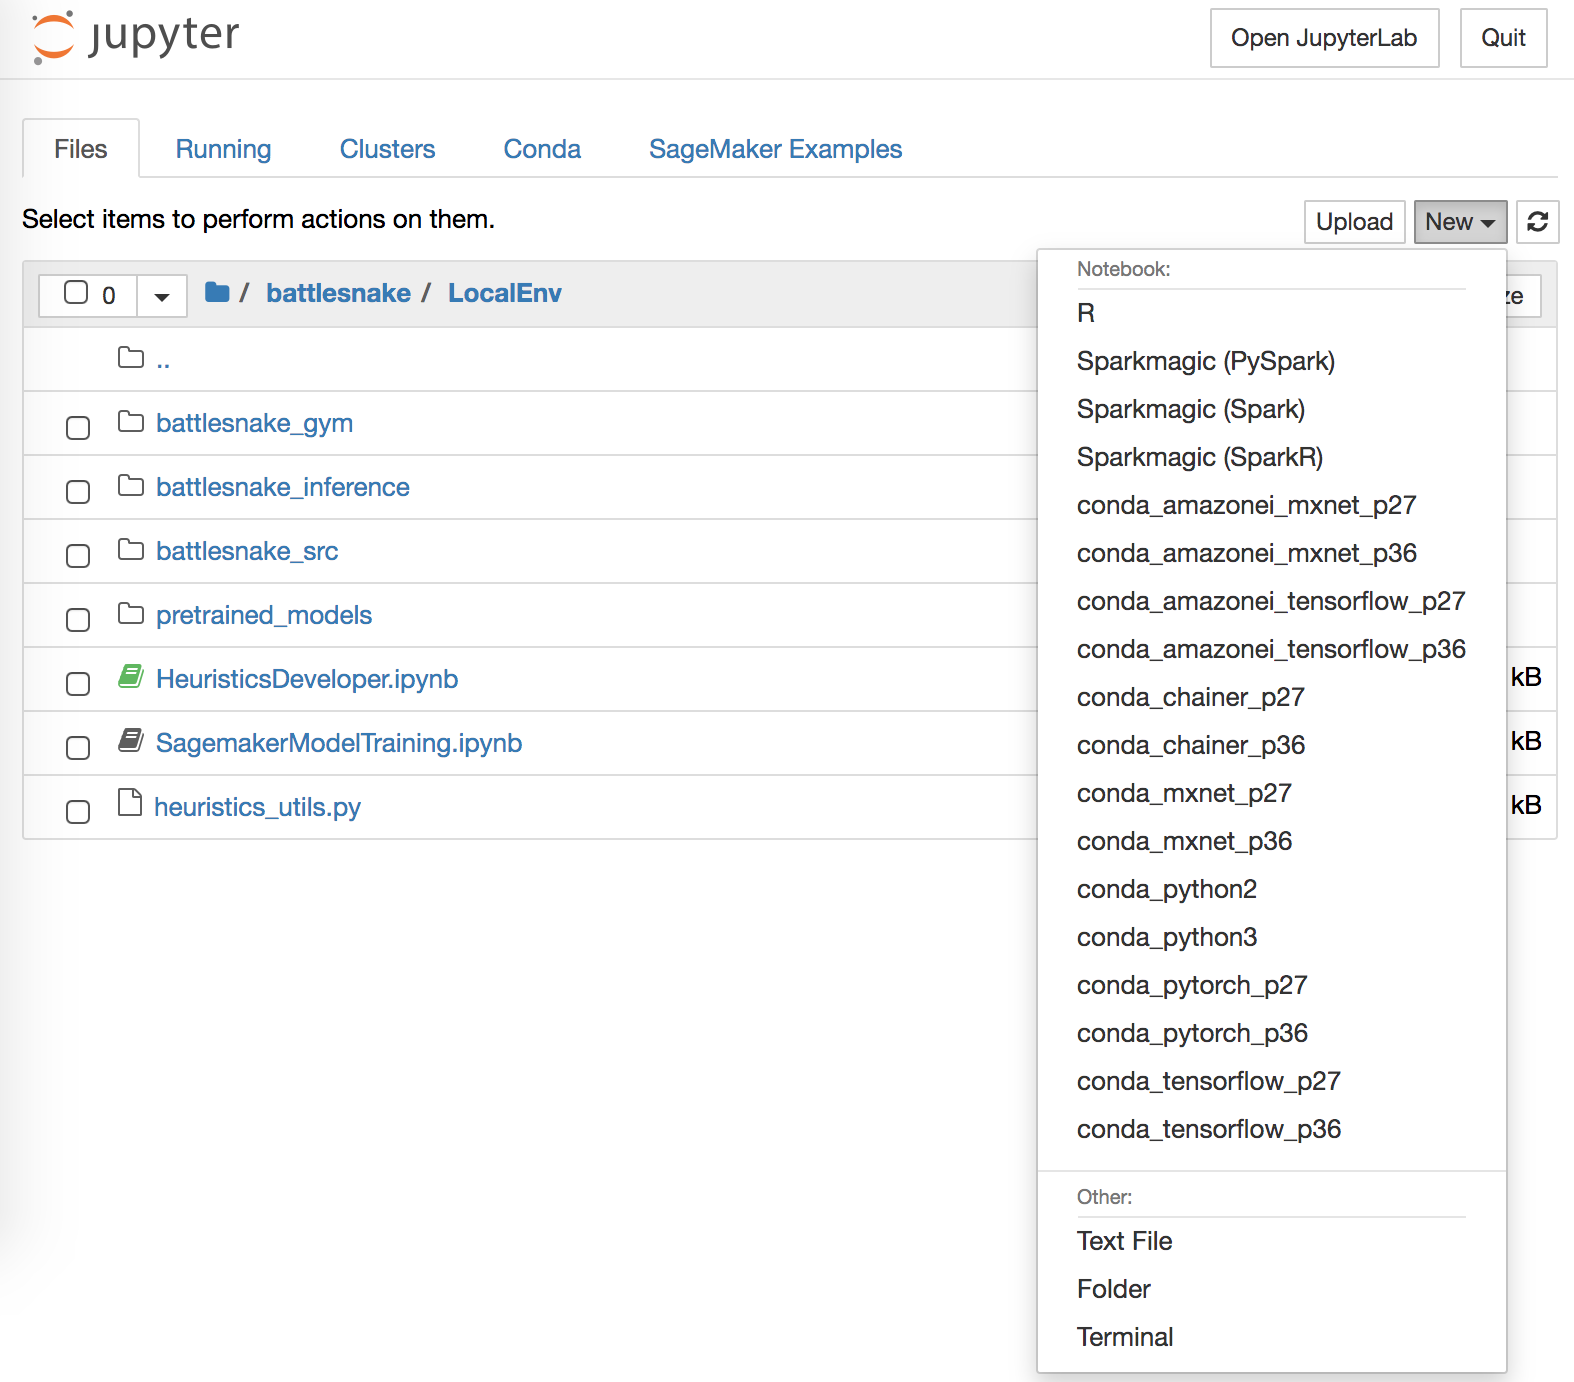 jupyter
Open JupyterLab
Quit
Files
Running
Clusters
Conda
SageMaker Examples
Select items to perform actions on them.
Upload
New
0
/ battlesnake / LocalEnv
..
battlesnake_gym
battlesnake_inference
battlesnake_src
pretrained_models
HeuristicsDeveloper.ipynb
kB
SagemakerModelTraining.ipynb
kB
heuristics_utils.py
kB
Notebook:
R
Sparkmagic (PySpark)
Sparkmagic (Spark)
Sparkmagic (SparkR)
conda_amazonei_mxnet_p27
conda_amazonei_mxnet_p36
conda_amazonei_tensorflow_p27
conda_amazonei_tensorflow_p36
conda_chainer_p27
conda_chainer_p36
conda_mxnet_p27
conda_mxnet_p36
conda_python2
conda_python3
conda_pytorch_p27
conda_pytorch_p36
conda_tensorflow_p27
conda_tensorflow_p36
Other:
Text File
Folder
Terminal